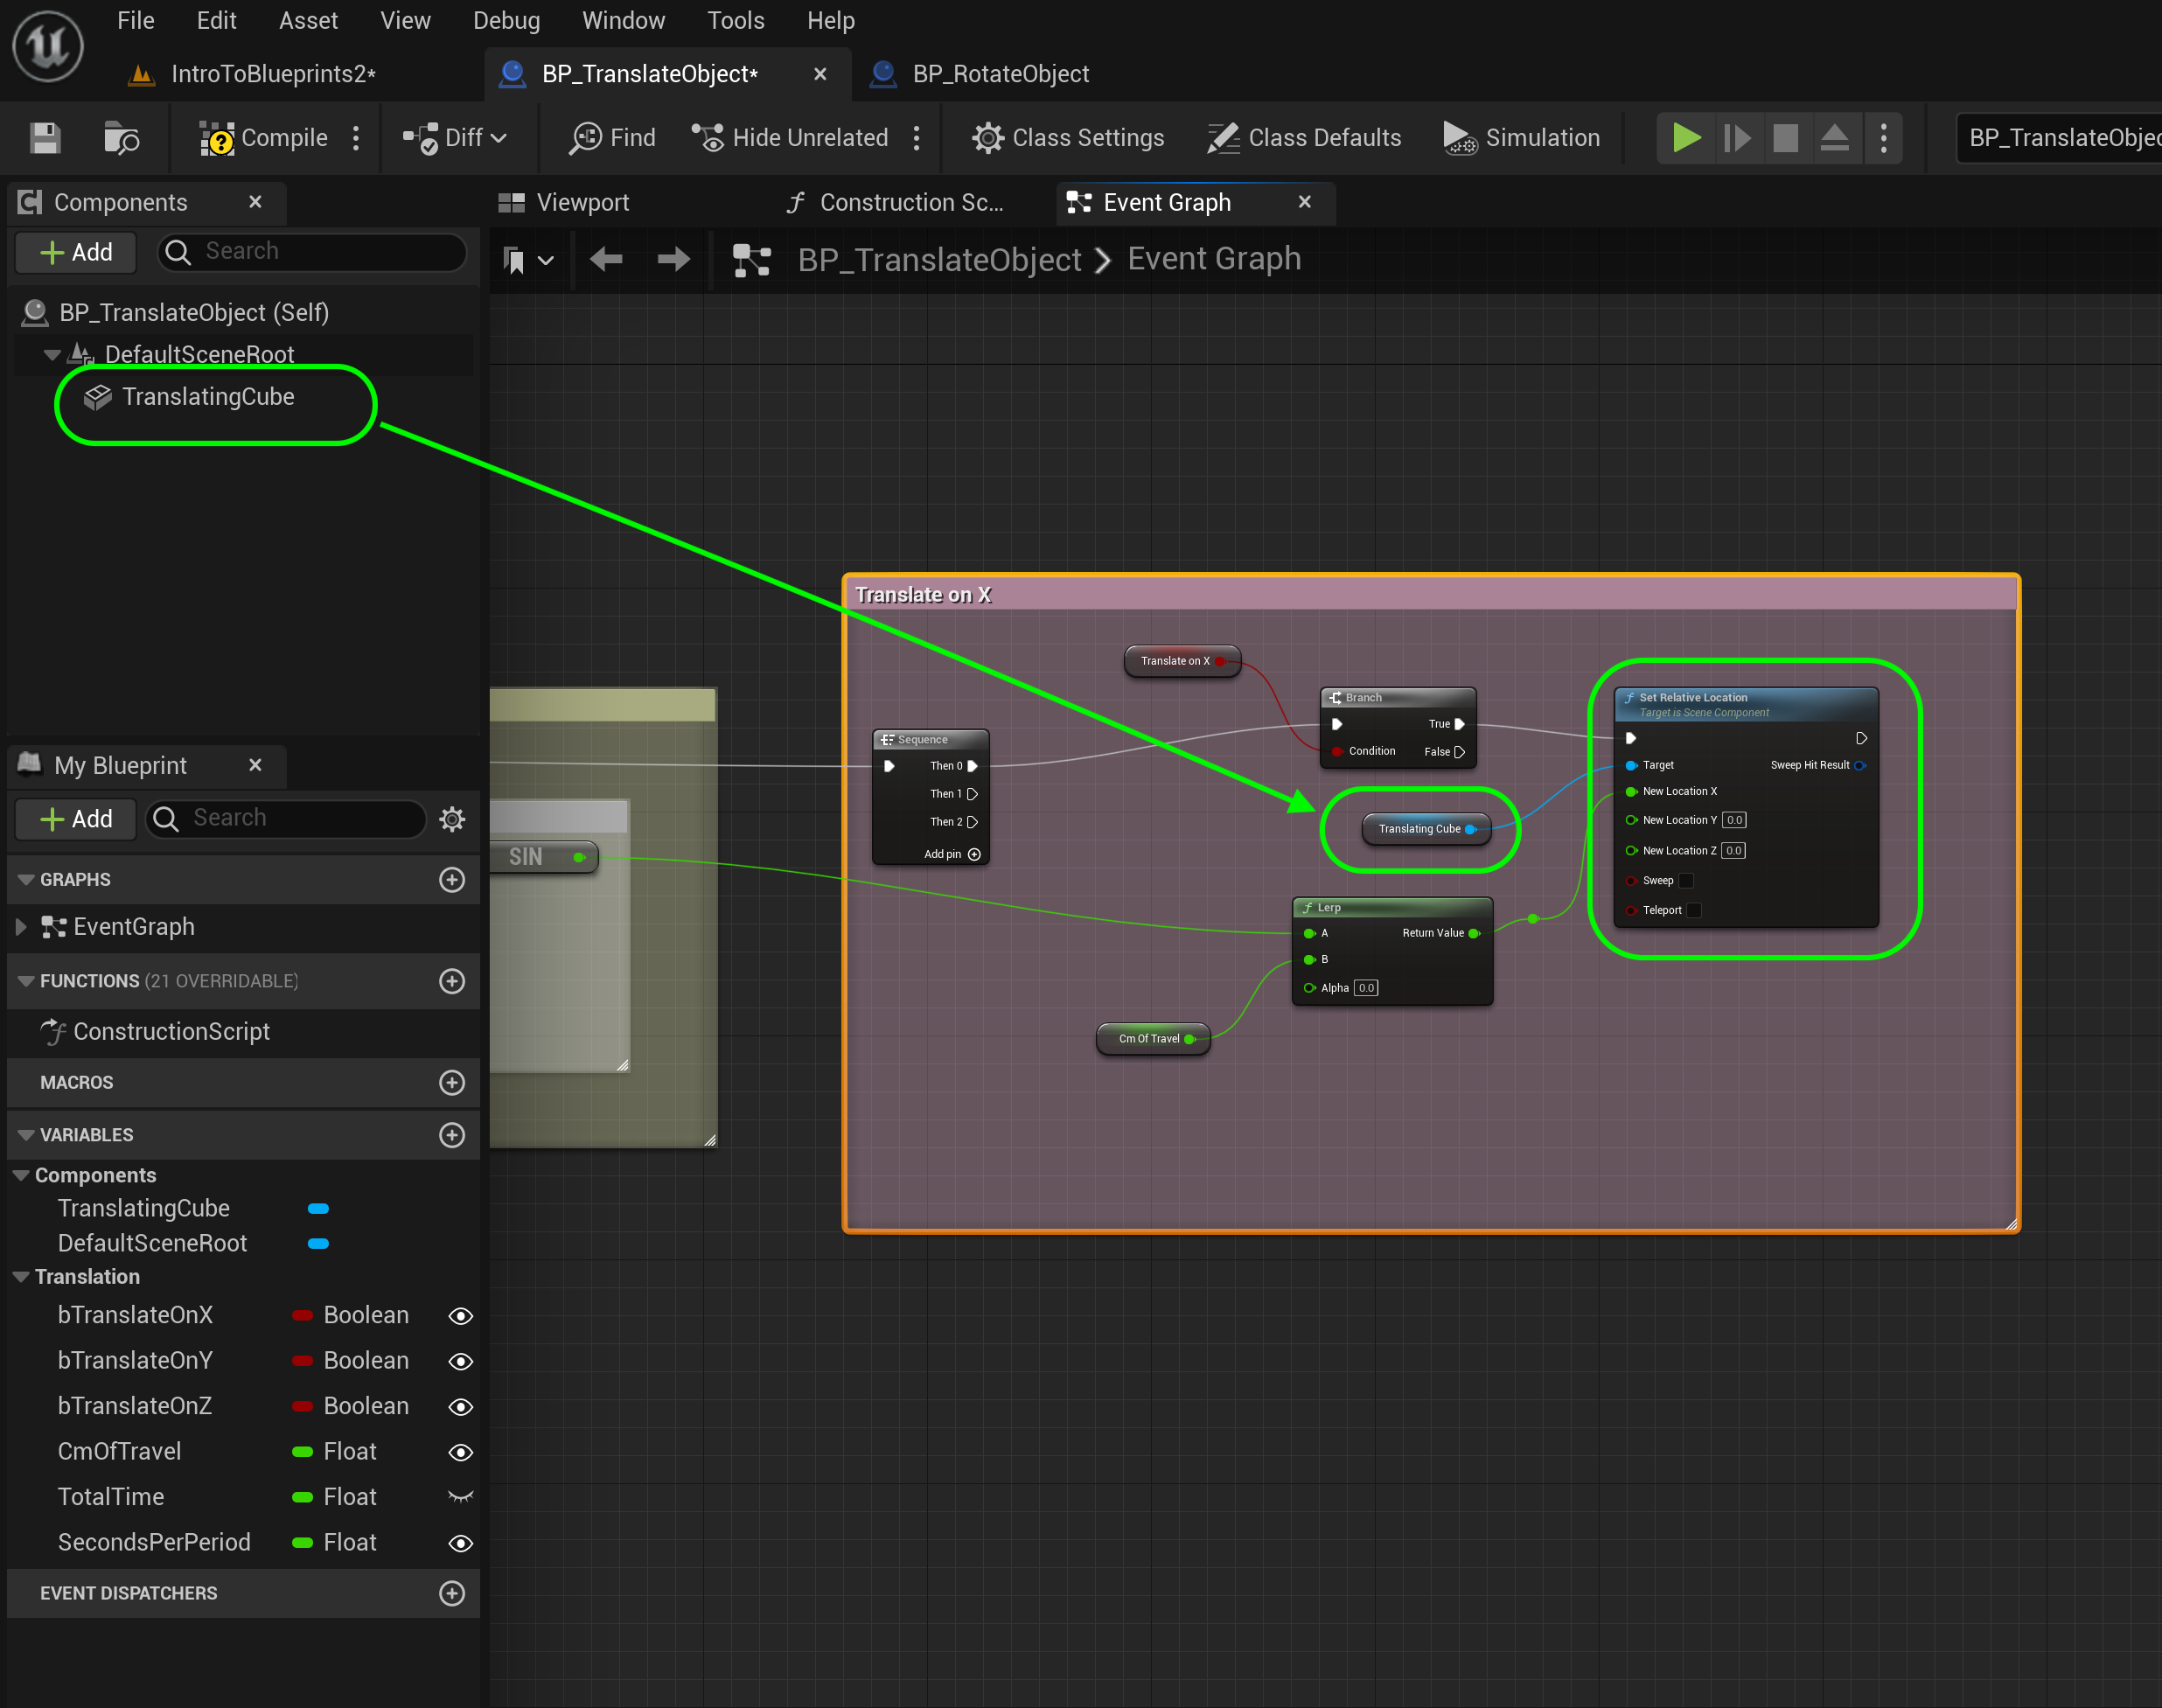 File Edit Asset View Debug Window Tools Help
IntroToBlueprints2* BP_TranslateObject* BP_RotateObject
Compile Diff Find Hide Unrelated Class Settings Class Defaults Simulation BP_TranslateObjec
Components
Viewport Construction Sc... Event Graph
Add Search
BP_TranslateObject > Event Graph
BP_TranslateObject (Self)
DefaultSceneRoot
TranslatingCube
My Blueprint
Add Search
GRAPHS
EventGraph
FUNCTIONS (21 OVERRIDABLE)
ConstructionScript
MACROS
VARIABLES
Components
TranslatingCube
DefaultSceneRoot
Translation
bTranslateOnX Boolean
bTranslateOnY Boolean
bTranslateOnZ Boolean
CmOfTravel Float
TotalTime Float
SecondsPerPeriod Float
EVENT DISPATCHERS
SIN
Translate on X
Translate on X
Sequence
Then 0
Then 1
Then 2
Add pin
Branch
True
Condition False
Translating Cube
Lerp
A Return Value
B
Alpha 0.0
Cm Of Travel
Set Relative Location
Target is Scene Component
Target Sweep Hit Result
New Location X
New Location Y 0.0
New Location Z 0.0
Sweep
Teleport